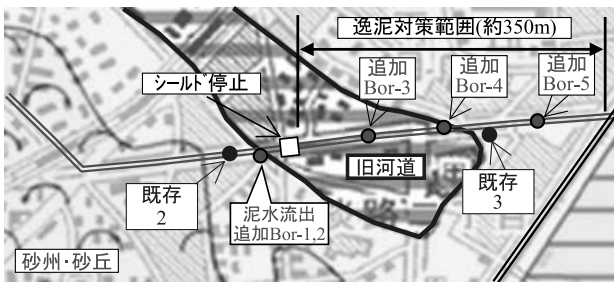 逸泥対策範囲(約350m)
シールド停止
追加
Bor-3
追加
Bor-4
追加
Bor-5
旧河道
既存
2
泥水流出
追加Bor-1,2
既存
3
砂州・砂丘